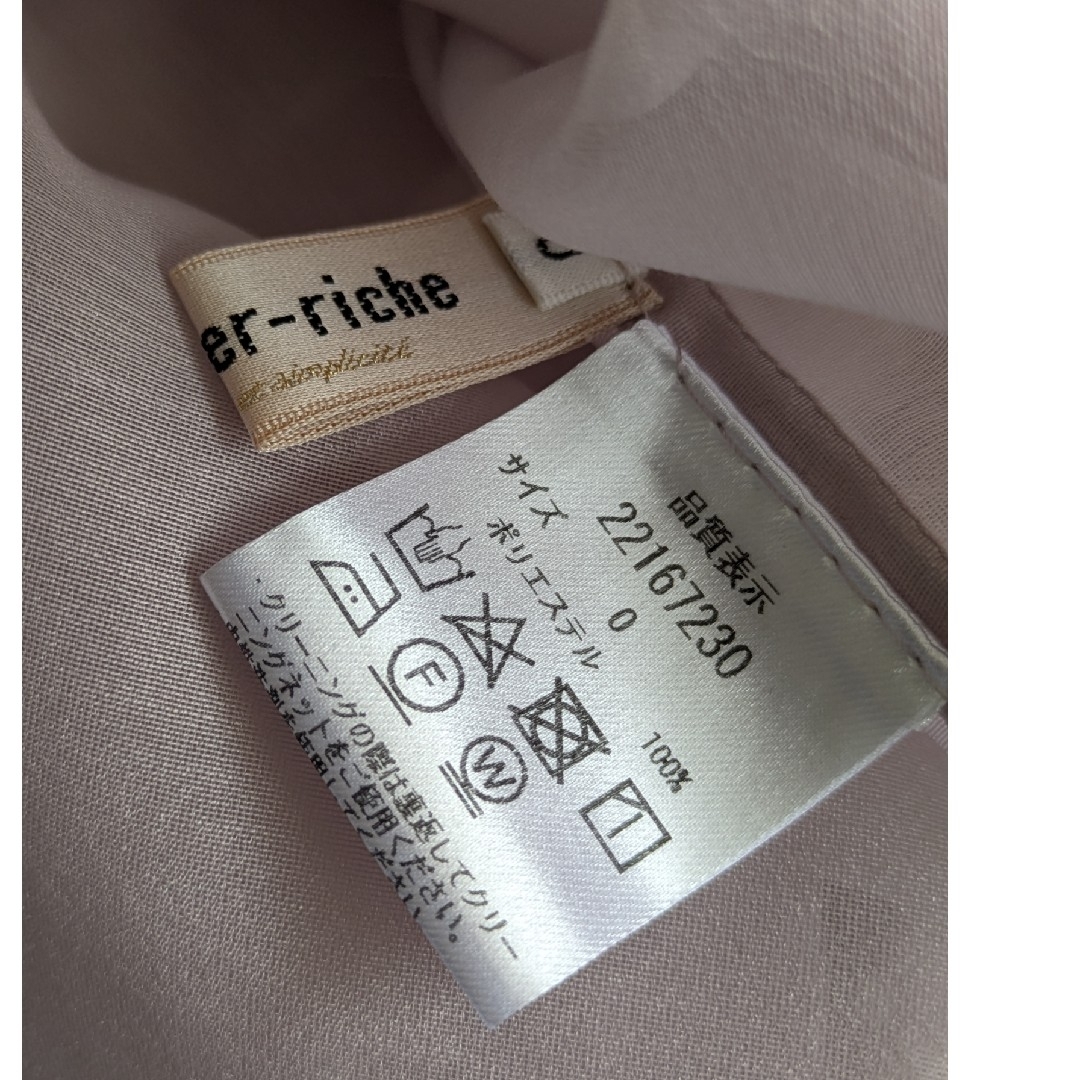 er-riche
simplicité
品質表示
22167230
サイズ 0
ポリエステル 100%
F
W
・クリーニングの際は裏返してクリー
ニングネットをご使用ください。